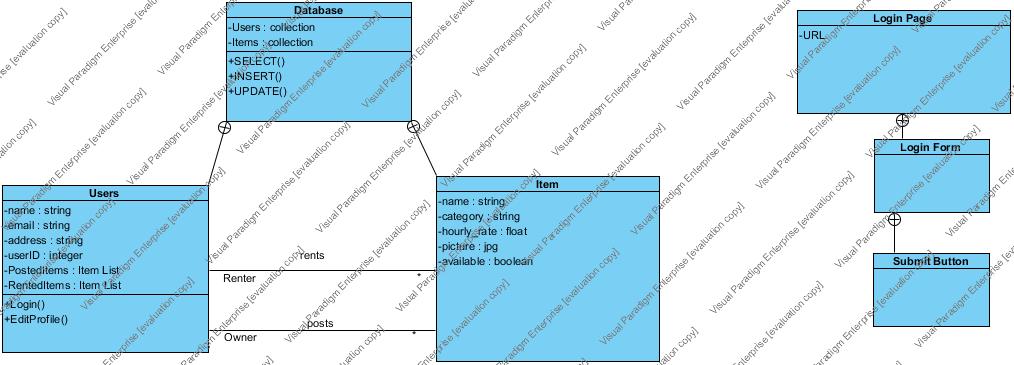 Database
-Users : collection
-Items : collection
+SELECT()
+INSERT()
+UPDATE()
Users
-name : string
-email : string
-address : string
-userID : integer
-PostedItems : Item List
-RentedItems : Item List
+Login()
+EditProfile()
rents
Renter
*
posts
Owner
*
Item
-name : string
-category : string
-hourly_rate : float
-picture : jpg
-available : boolean
Login Page
-URL
Login Form
Submit Button
Visual Paradigm Enterprise [evaluation copy]